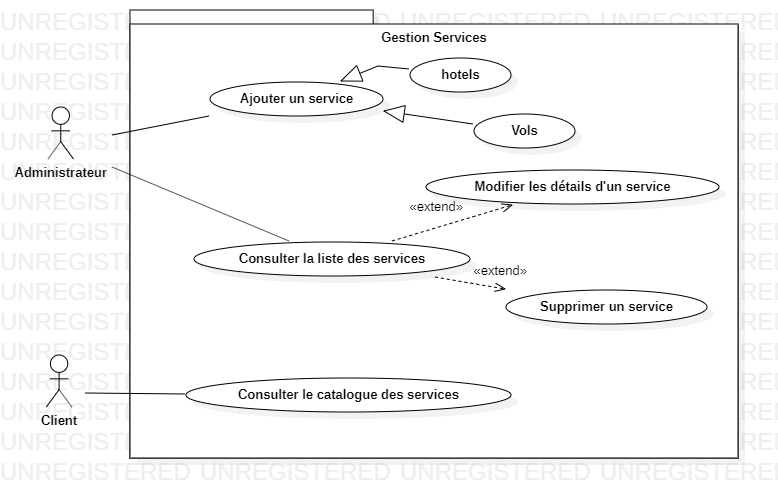 Gestion Services
hotels
Ajouter un service
Vols
Administrateur
Modifier les détails d'un service
«extend»
Consulter la liste des services
«extend»
Supprimer un service
Consulter le catalogue des services
Client
UNREGISTERED UNREGISTERED UNREGISTERED UNREGISTERED